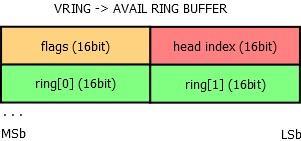 VRING -> AVAIL RING BUFFER
flags (16bit) head index (16bit)
ring[0] (16bit) ring[1] (16bit)
...
MSb LSb